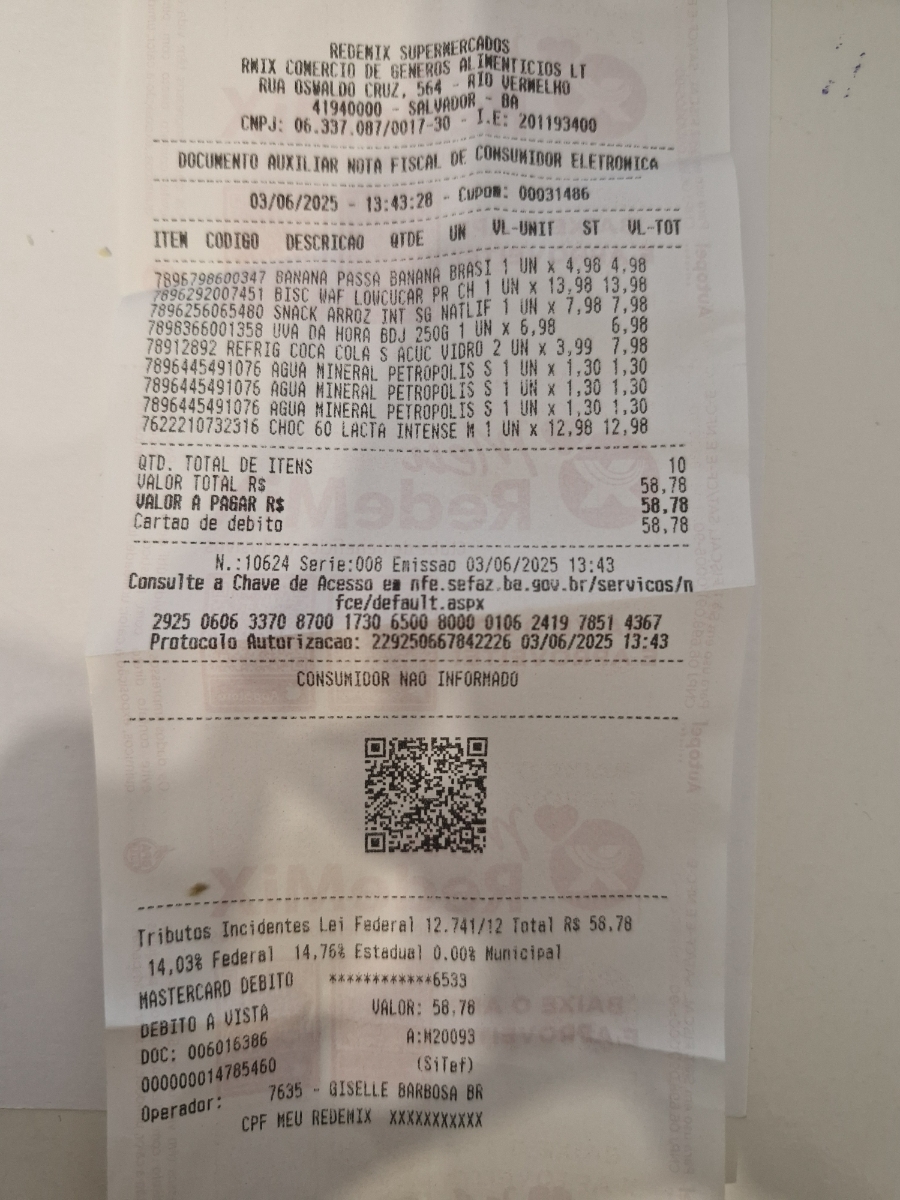 REDEMIX SUPERMERCADOS
RMIX COMERCIO DE GENEROS ALIMENTICIOS LT
RUA OSWALDO CRUZ, 564 - RIO VERMELHO
41940000 - SALVADOR - BA
CNPJ: 06.337.087/0017-30 - I.E: 201193400
DOCUMENTO AUXILIAR NOTA FISCAL DE CONSUMIDOR ELETRONICA
03/06/2025 - 13:43:28 - Cupom: 00031486
ITEM CODIGO DESCRICAO QTDE UN VL-UNIT ST VL-TOT
7896798600347 BANANA PASSA BANANA BRASI 1 UN x 4,98 4,98
7896292007451 BISC WAF LOWCUCAR PR CH 1 UN x 13,98 13,98
7896256065480 SNACK ARROZ INT SG NATLIF 1 UN x 7,98 7,98
7898366001358 UVA DA HORA BDJ 250G 1 UN x 6,98 6,98
78912892 REFRIG COCA COLA S ACUC VIDRO 2 UN x 3,99 7,98
7896445491076 AGUA MINERAL PETROPOLIS S 1 UN x 1,30 1,30
7896445491076 AGUA MINERAL PETROPOLIS S 1 UN x 1,30 1,30
7896445491076 AGUA MINERAL PETROPOLIS S 1 UN x 1,30 1,30
7622210732316 CHOC 60 LACTA INTENSE M 1 UN x 12,98 12,98
QTD. TOTAL DE ITENS 10
VALOR TOTAL R$ 58,78
VALOR A PAGAR R$ 58,78
Cartao de debito 58,78
N.:10624 Serie:008 Emissao 03/06/2025 13:43
Consulte a Chave de Acesso em nfe.sefaz.ba.gov.br/servicos/n
fce/default.aspx
2925 0606 3370 8700 1730 6500 8000 0106 2419 7851 4367
Protocolo Autorizacao: 229250667842226 03/06/2025 13:43
CONSUMIDOR NAO INFORMADO
Tributos Incidentes Lei Federal 12.741/12 Total R$ 58,78
14,03% Federal 14,76% Estadual 0.00% Municipal
MASTERCARD DEBITO ************6533
DEBITO A VISTA VALOR: 58,78
DOC: 006016386 A:M20093
000000014785460 (SiTef)
Operador: 7635 - GISELLE BARBOSA BR
CPF MEU REDEMIX XXXXXXXXXXX